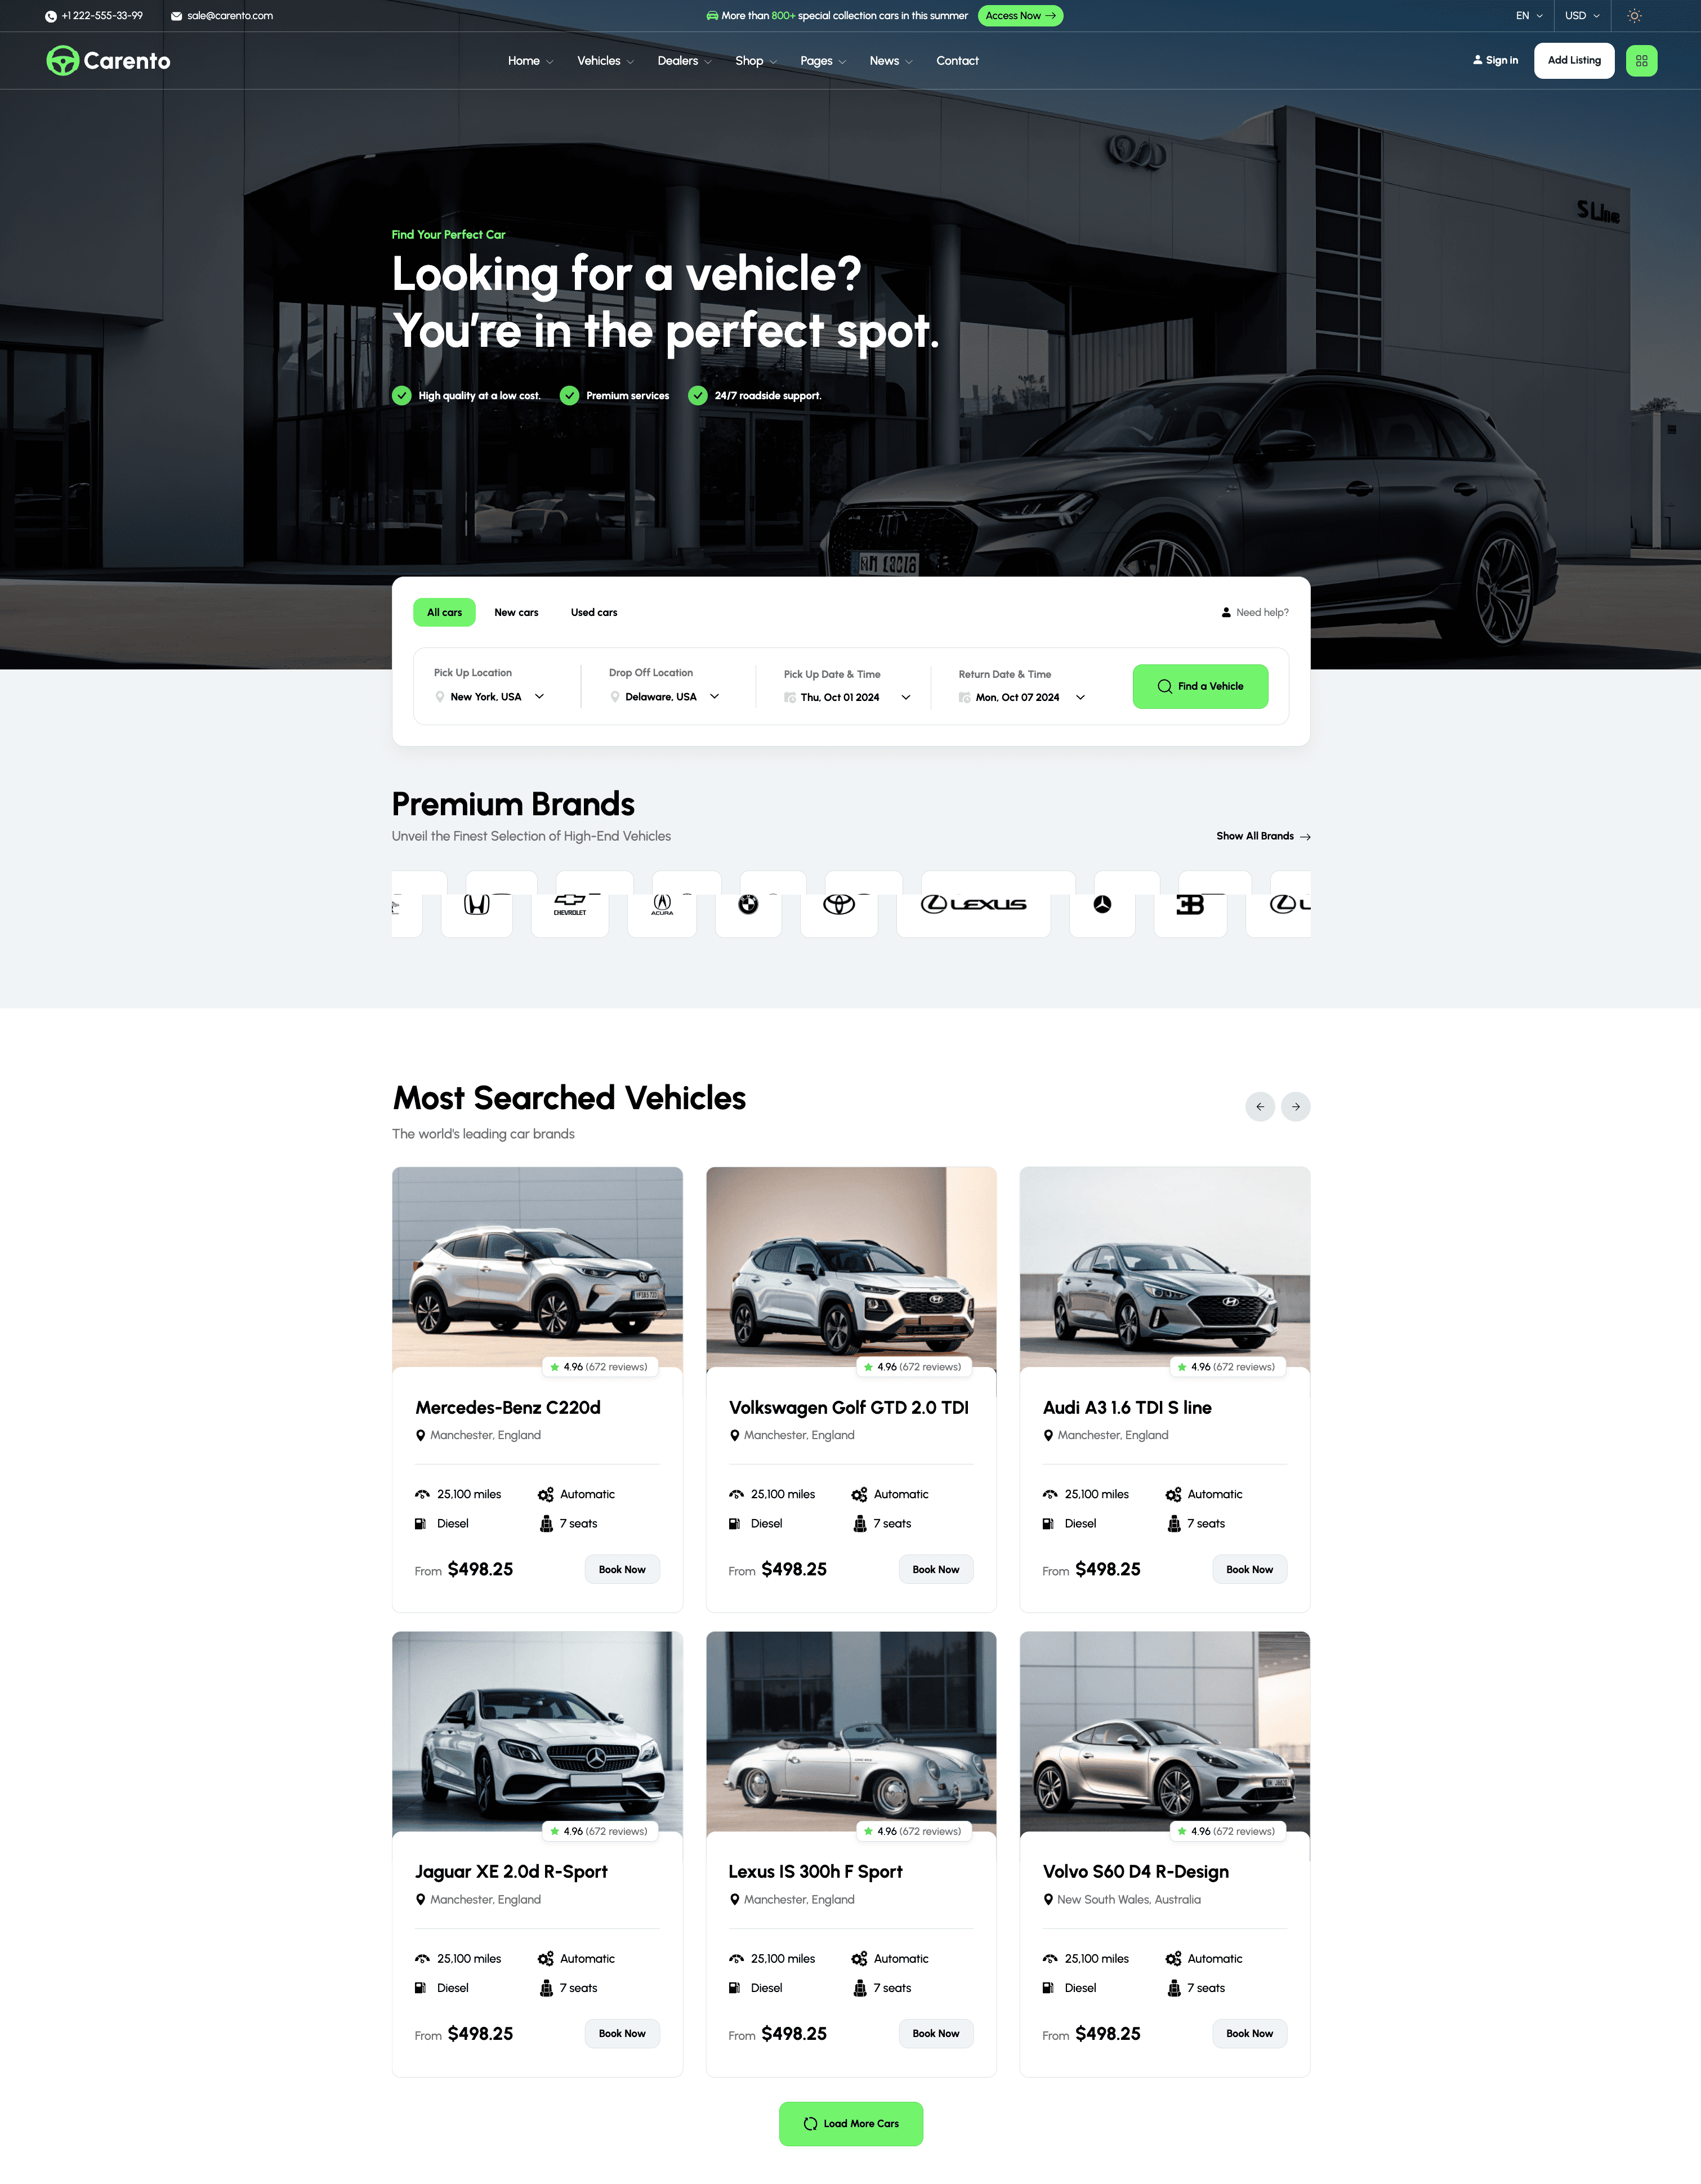 +1 222-555-33-99
sale@carento.com
More than 800+ special collection cars in this summer
Access Now
EN
USD
Carento
Home
Vehicles
Dealers
Shop
Pages
News
Contact
Sign in
Add Listing
S Line
Find Your Perfect Car
Looking for a vehicle?
You're in the perfect spot.
High quality at a low cost.
Premium services
24/7 roadside support.
All cars
New cars
Used cars
Need help?
Pick Up Location
New York, USA
Drop Off Location
Delaware, USA
Pick Up Date & Time
Thu, Oct 01 2024
Return Date & Time
Mon, Oct 07 2024
Find a Vehicle
Premium Brands
Unveil the Finest Selection of High-End Vehicles
Show All Brands
CHEVROLET
ACURA
LEXUS
Most Searched Vehicles
The world's leading car brands
4.96 (672 reviews)
Mercedes-Benz C220d
Manchester, England
25,100 miles
Automatic
Diesel
7 seats
From $498.25
Book Now
4.96 (672 reviews)
Volkswagen Golf GTD 2.0 TDI
Manchester, England
25,100 miles
Automatic
Diesel
7 seats
From $498.25
Book Now
4.96 (672 reviews)
Audi A3 1.6 TDI S line
Manchester, England
25,100 miles
Automatic
Diesel
7 seats
From $498.25
Book Now
4.96 (672 reviews)
Jaguar XE 2.0d R-Sport
Manchester, England
25,100 miles
Automatic
Diesel
7 seats
From $498.25
Book Now
4.96 (672 reviews)
Lexus IS 300h F Sport
Manchester, England
25,100 miles
Automatic
Diesel
7 seats
From $498.25
Book Now
4.96 (672 reviews)
Volvo S60 D4 R-Design
New South Wales, Australia
25,100 miles
Automatic
Diesel
7 seats
From $498.25
Book Now
Load More Cars